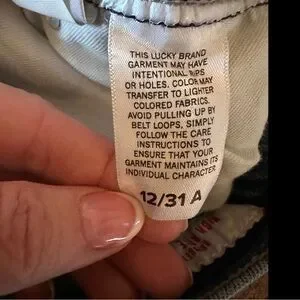 THIS LUCKY BRAND
GARMENT MAY HAVE
INTENTIONAL RIPS
OR HOLES, COLOR MAY
TRANSFER TO LIGHTER
COLORED FABRICS.
AVOID PULLING UP BY
BELT LOOPS, SIMPLY
FOLLOW THE CARE
INSTRUCTIONS TO
ENSURE THAT YOUR
GARMENT MAINTAINS ITS
INDIVIDUAL CHARACTER
12/31 A